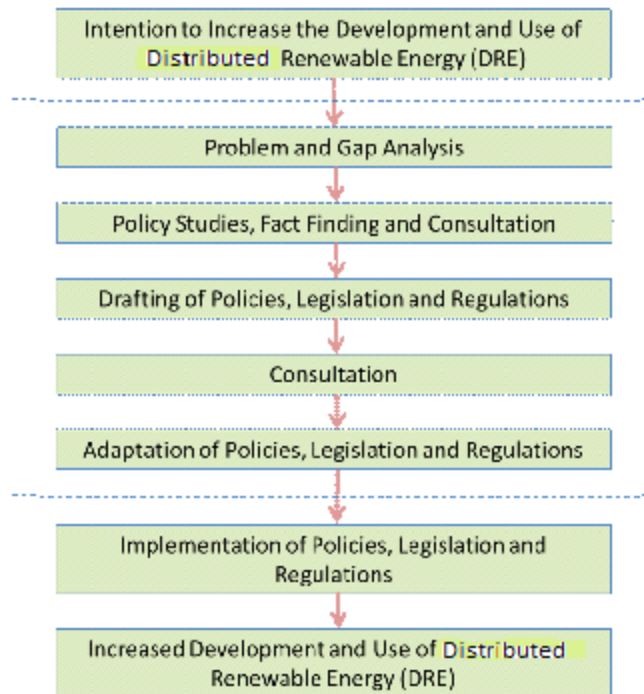 Intention to Increase the Development and Use of
Distributed Renewable Energy (DRE)
Problem and Gap Analysis
Policy Studies, Fact Finding and Consultation
Drafting of Policies, Legislation and Regulations
Consultation
Adaptation of Policies, Legislation and Regulations
Implementation of Policies, Legislation and
Regulations
Increased Development and Use of Distributed
Renewable Energy (DRE)